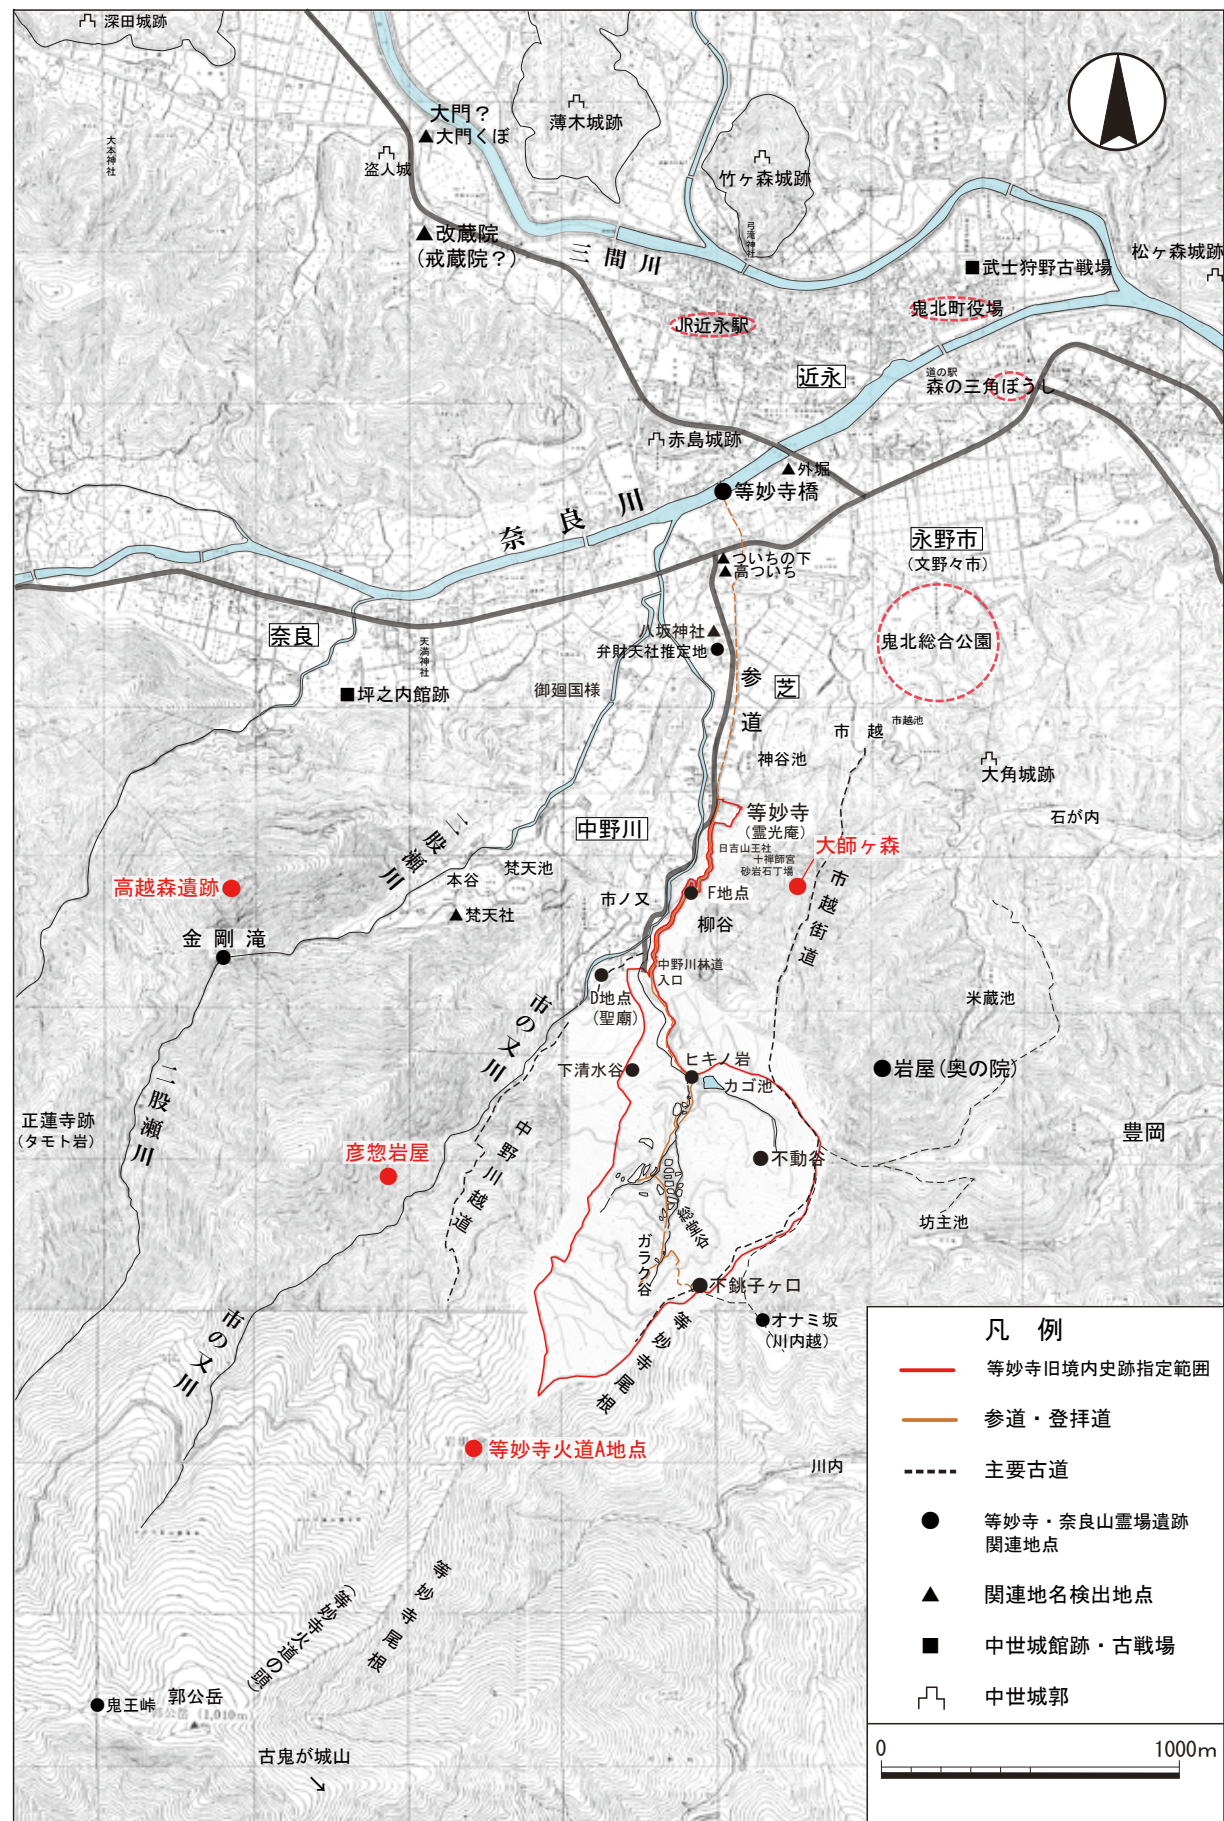 深田城跡
大本神社
大門？
大門くぼ
盗人城
薄木城跡
竹ヶ森城跡
弓滝神社
改蔵院
(戒蔵院？)
三間川
松ヶ森城跡
武士狩野古戦場
鬼北町役場
JR近永駅
近永
道の駅
森の三角ぼうし
赤島城跡
外堀
等妙寺橋
奈良川
永野市
(文野々市)
ついちの下
高ついち
奈良
天満神社
八坂神社
弁財天社推定地
鬼北総合公園
坪之内館跡
御廻国様
参道
芝
市越
市越池
神谷池
大角城跡
石が内
等妙寺
(霊光庵)
中野川
日吉山王社
十禅師宮
砂岩石丁場
大師ヶ森
二股瀬川
梵天池
本谷
高越森遺跡
市ノ又
F地点
梵天社
柳谷
市越街道
金剛滝
中野川林道
入口
D地点
(聖廟)
市の又川
米蔵池
ヒキノ岩
下清水谷
カゴ池
岩屋(奥の院)
二股瀬川
正蓮寺跡
(タモト岩)
中野川越道
豊岡
彦惣岩屋
不動谷
坊主池
ガラク谷
下銚子ヶ口
オナミ坂
(川内越)
等妙寺尾根
市の又川
等妙寺火道A地点
川内
等妙寺尾根
(等妙寺火道の頭)
鬼王峠
郭公岳
郭公岳 (1,010m)
古鬼が城山
凡例
等妙寺旧境内史跡指定範囲
参道・登拝道
主要古道
等妙寺・奈良山霊場遺跡
関連地点
関連地名検出地点
中世城館跡・古戦場
中世城郭
0 1000m